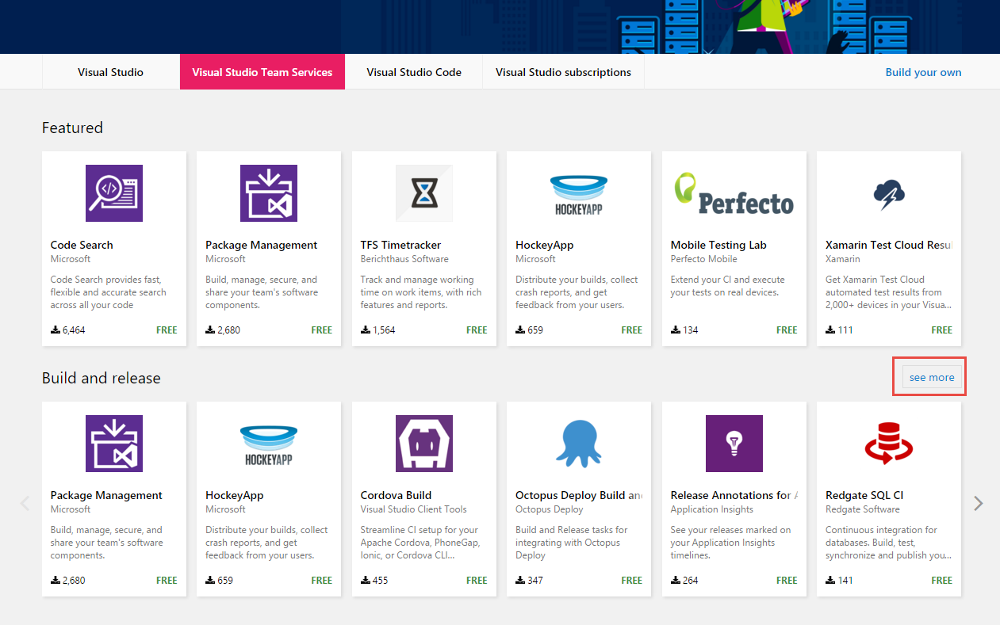 Visual Studio
Visual Studio Team Services
Visual Studio Code
Visual Studio subscriptions
Build your own
Featured
Code Search
Microsoft
Code Search provides fast,
flexible and accurate search
across all your code
6,464 FREE
Package Management
Microsoft
Build, manage, secure, and
share your team's software
components.
2,680 FREE
TFS Timetracker
Berichthaus Software
Track and manage working
time on work items, with rich
features and reports.
1,564 FREE
HOCKEYAPP
HockeyApp
Microsoft
Distribute your builds, collect
crash reports, and get
feedback from your users.
659 FREE
Perfecto
Mobile Testing Lab
Perfecto Mobile
Extend your CI and execute
your tests on real devices.
134 FREE
Xamarin Test Cloud Resu
Xamarin
Get Xamarin Test Cloud
automated test results from
2,000+ devices in your Visua...
111 FREE
Build and release
see more
Package Management
Microsoft
Build, manage, secure, and
share your team's software
components.
2,680 FREE
HOCKEYAPP
HockeyApp
Microsoft
Distribute your builds, collect
crash reports, and get
feedback from your users.
659 FREE
Cordova Build
Visual Studio Client Tools
Streamline CI setup for your
Apache Cordova, PhoneGap,
Ionic, or Cordova CLI...
455 FREE
Octopus Deploy Build an
Octopus Deploy
Build and Release tasks for
integrating with Octopus
Deploy
347 FREE
Release Annotations for A
Application Insights
See your releases marked on
your Application Insights
timelines.
264 FREE
Redgate SQL CI
Redgate Software
Continuous integration for
databases. Build, test,
synchronize and publish you...
141 FREE